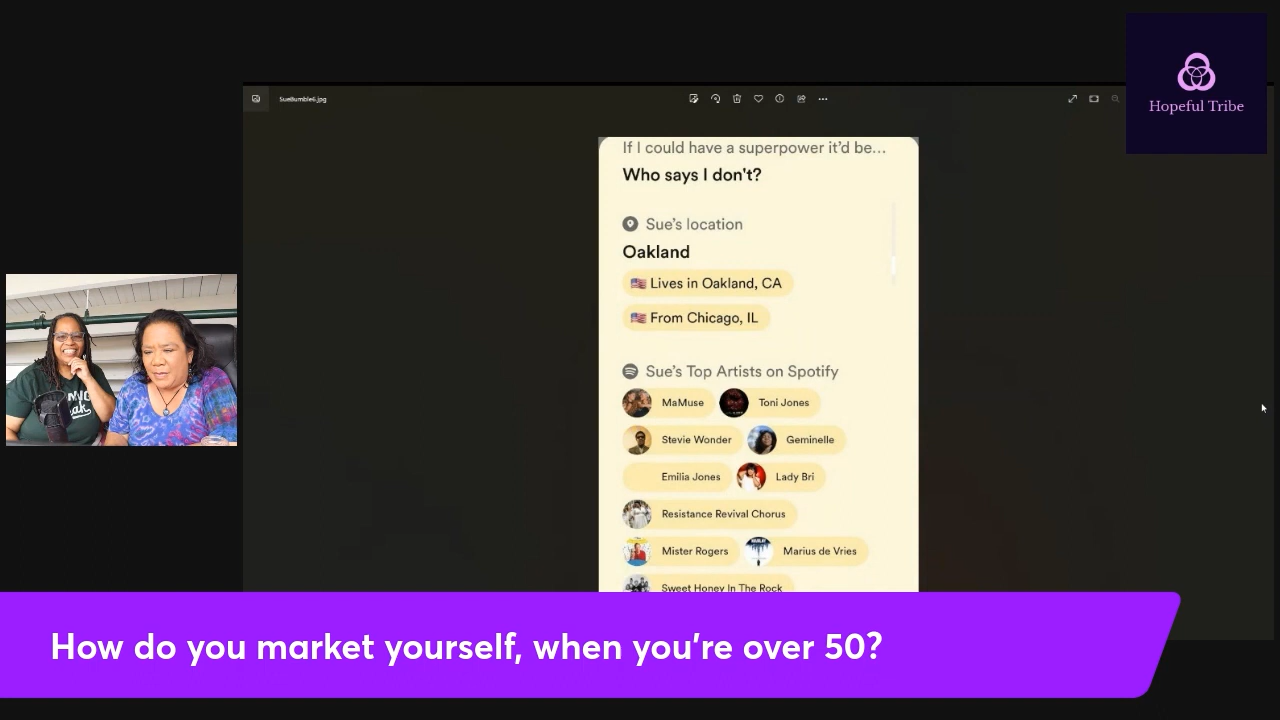 SueBumble6.jpg
Hopeful Tribe
If I could have a superpower it'd be...
Who says I don't?
Sue's location
Oakland
Lives in Oakland, CA
From Chicago, IL
Sue's Top Artists on Spotify
MaMuse
Toni Jones
Stevie Wonder
Geminelle
Emilia Jones
Lady Bri
Resistance Revival Chorus
Mister Rogers
Marius de Vries
Sweet Honey In The Rock
How do you market yourself, when you're over 50?